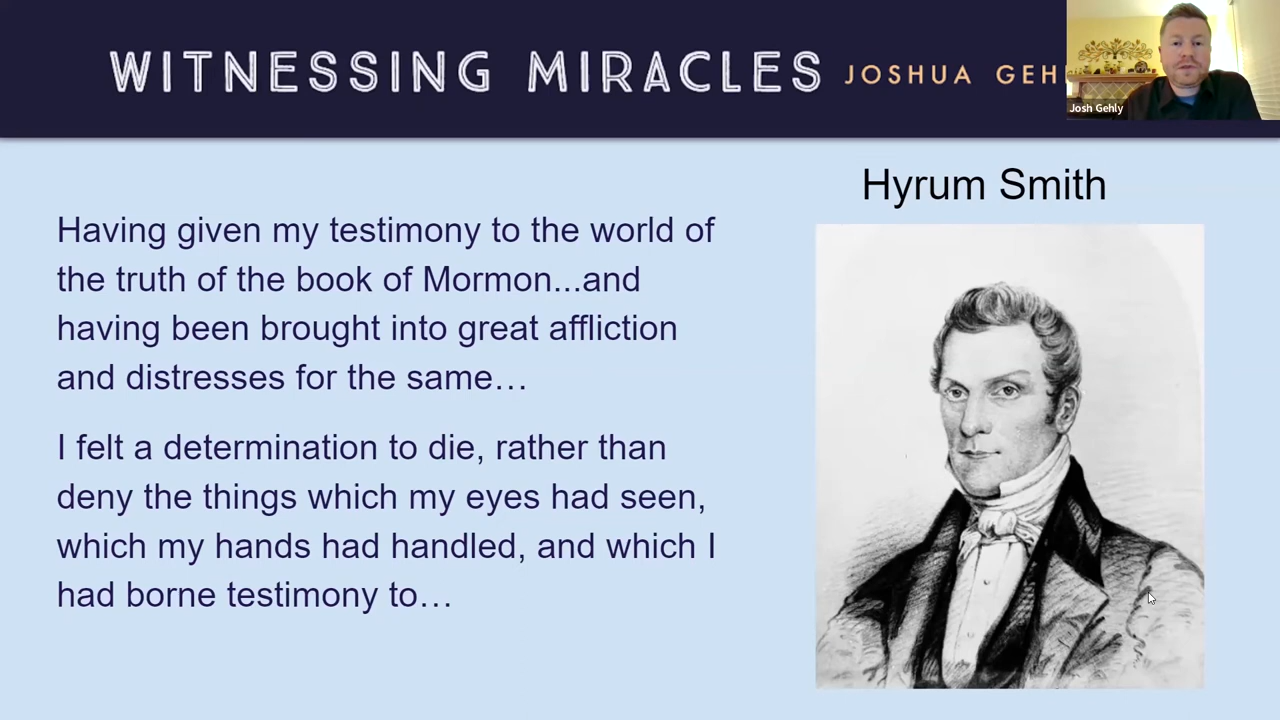 WITNESSING MIRACLES JOSHUA GEH
Josh Gehly
Hyrum Smith
Having given my testimony to the world of
the truth of the book of Mormon...and
having been brought into great affliction
and distresses for the same…
I felt a determination to die, rather than
deny the things which my eyes had seen,
which my hands had handled, and which I
had borne testimony to…